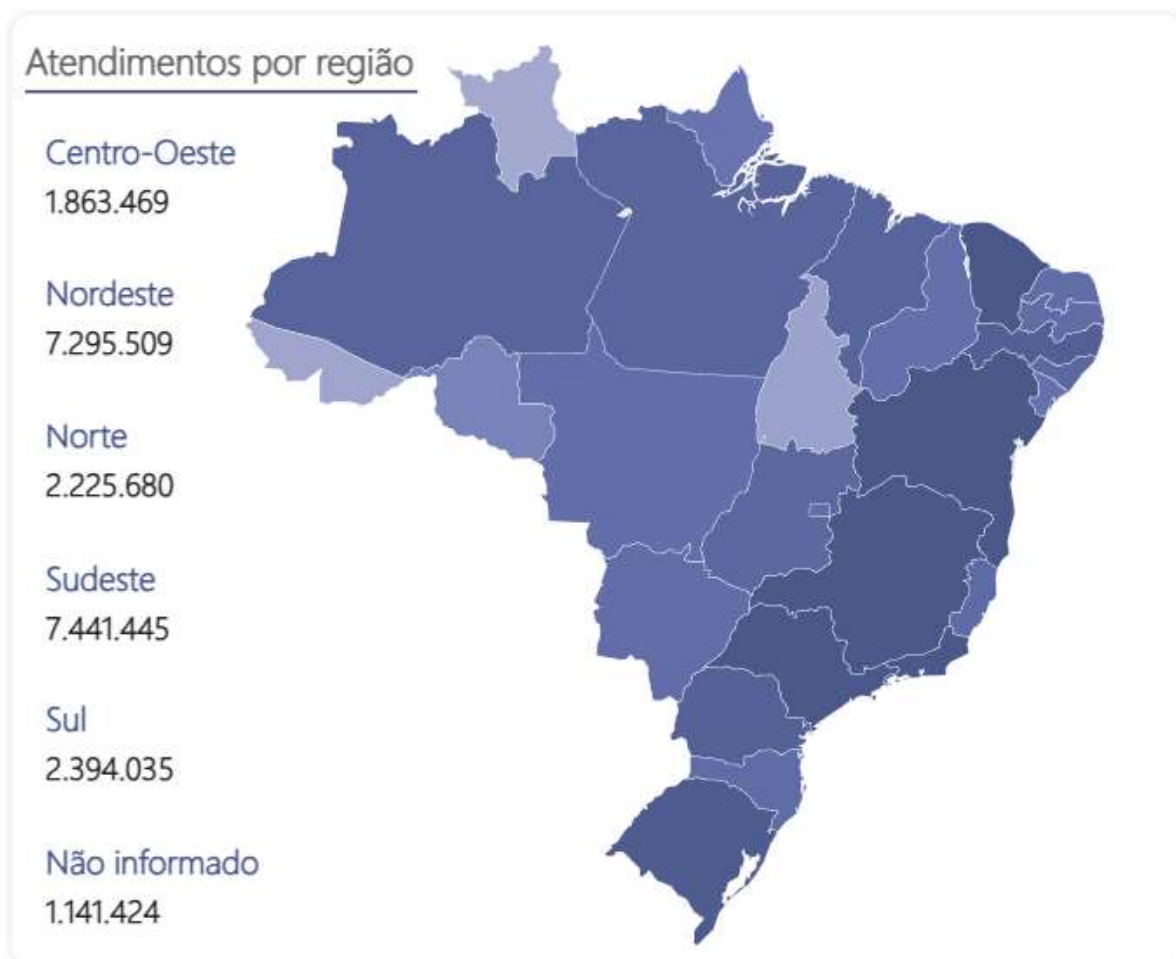 Atendimentos por região
Centro-Oeste
1.863.469
Nordeste
7.295.509
Norte
2.225.680
Sudeste
7.441.445
Sul
2.394.035
Não informado
1.141.424